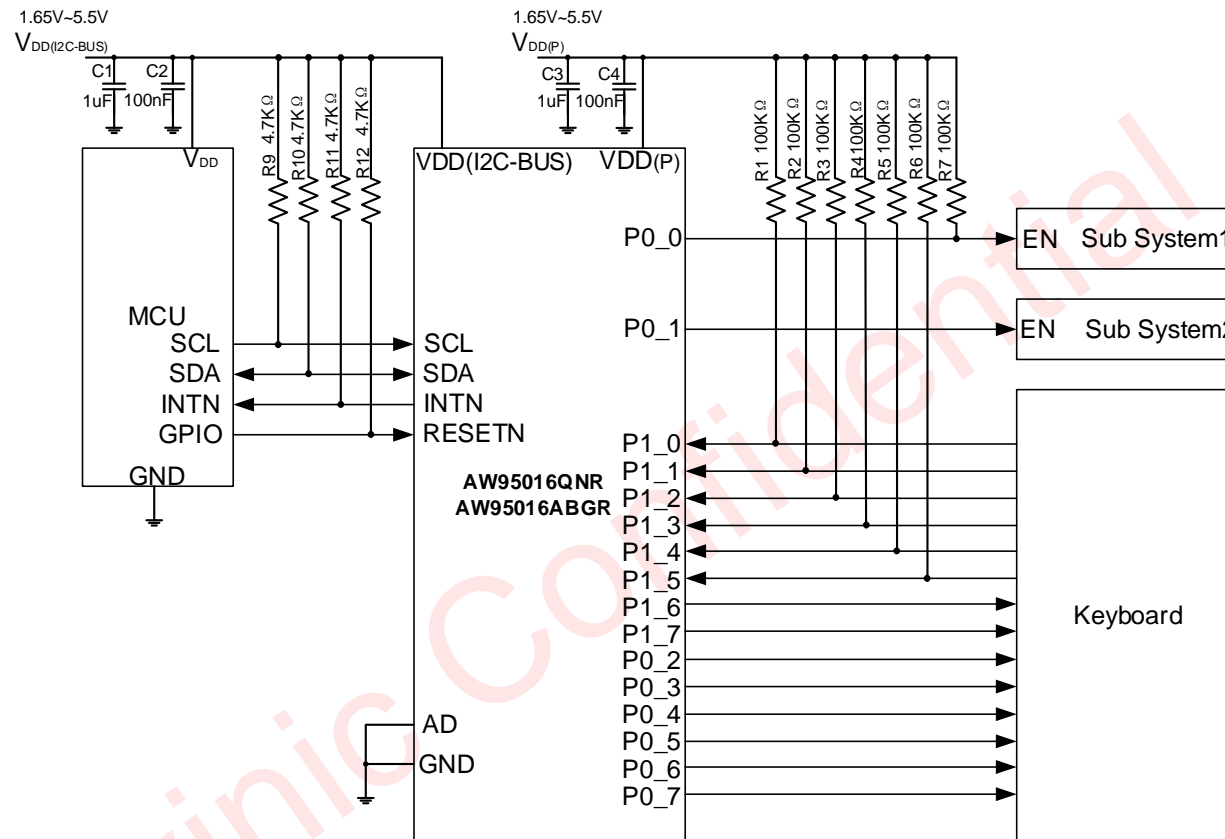 1.65V~5.5V
VDD(I2C-BUS)
C1
1uF
C2
100nF
R9 4.7KΩ
R10 4.7KΩ
R11 4.7KΩ
R12 4.7KΩ
1.65V~5.5V
VDD(P)
C3
1uF
C4
100nF
R1 100KΩ
R2 100KΩ
R3 100KΩ
R4100KΩ
R5 100KΩ
R6 100KΩ
R7 100KΩ
VDD
MCU
SCL
SDA
INTN
GPIO
GND
VDD(I2C-BUS)
VDD(P)
SCL
SDA
INTN
RESETN
AW95016QNR
AW95016ABGR
AD
GND
P0_0
P0_1
P1_0
P1_1
P1_2
P1_3
P1_4
P1_5
P1_6
P1_7
P0_2
P0_3
P0_4
P0_5
P0_6
P0_7
EN Sub System1
EN Sub System2
Keyboard
inic Confidential